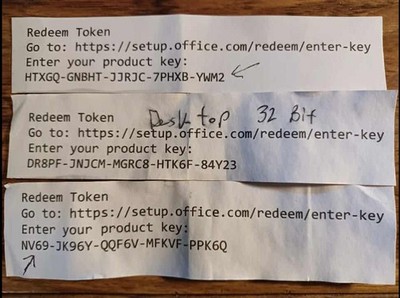 Redeem Token
Go to: https://setup.office.com/redeem/enter-key
Enter your product key:
HTXGQ-GNBHT-JJRJC-7PHXB-YWM2
Redeem Token Desktop 32 Bit
Go to: https://setup.office.com/redeem/enter-key
Enter your product key:
DR8PF-JNJCM-MGRC8-HTK6F-84Y23
Redeem Token
Go to: https://setup.office.com/redeem/enter-key
Enter your product key:
NV69-JK96Y-QQF6V-MFKVF-PPK6Q